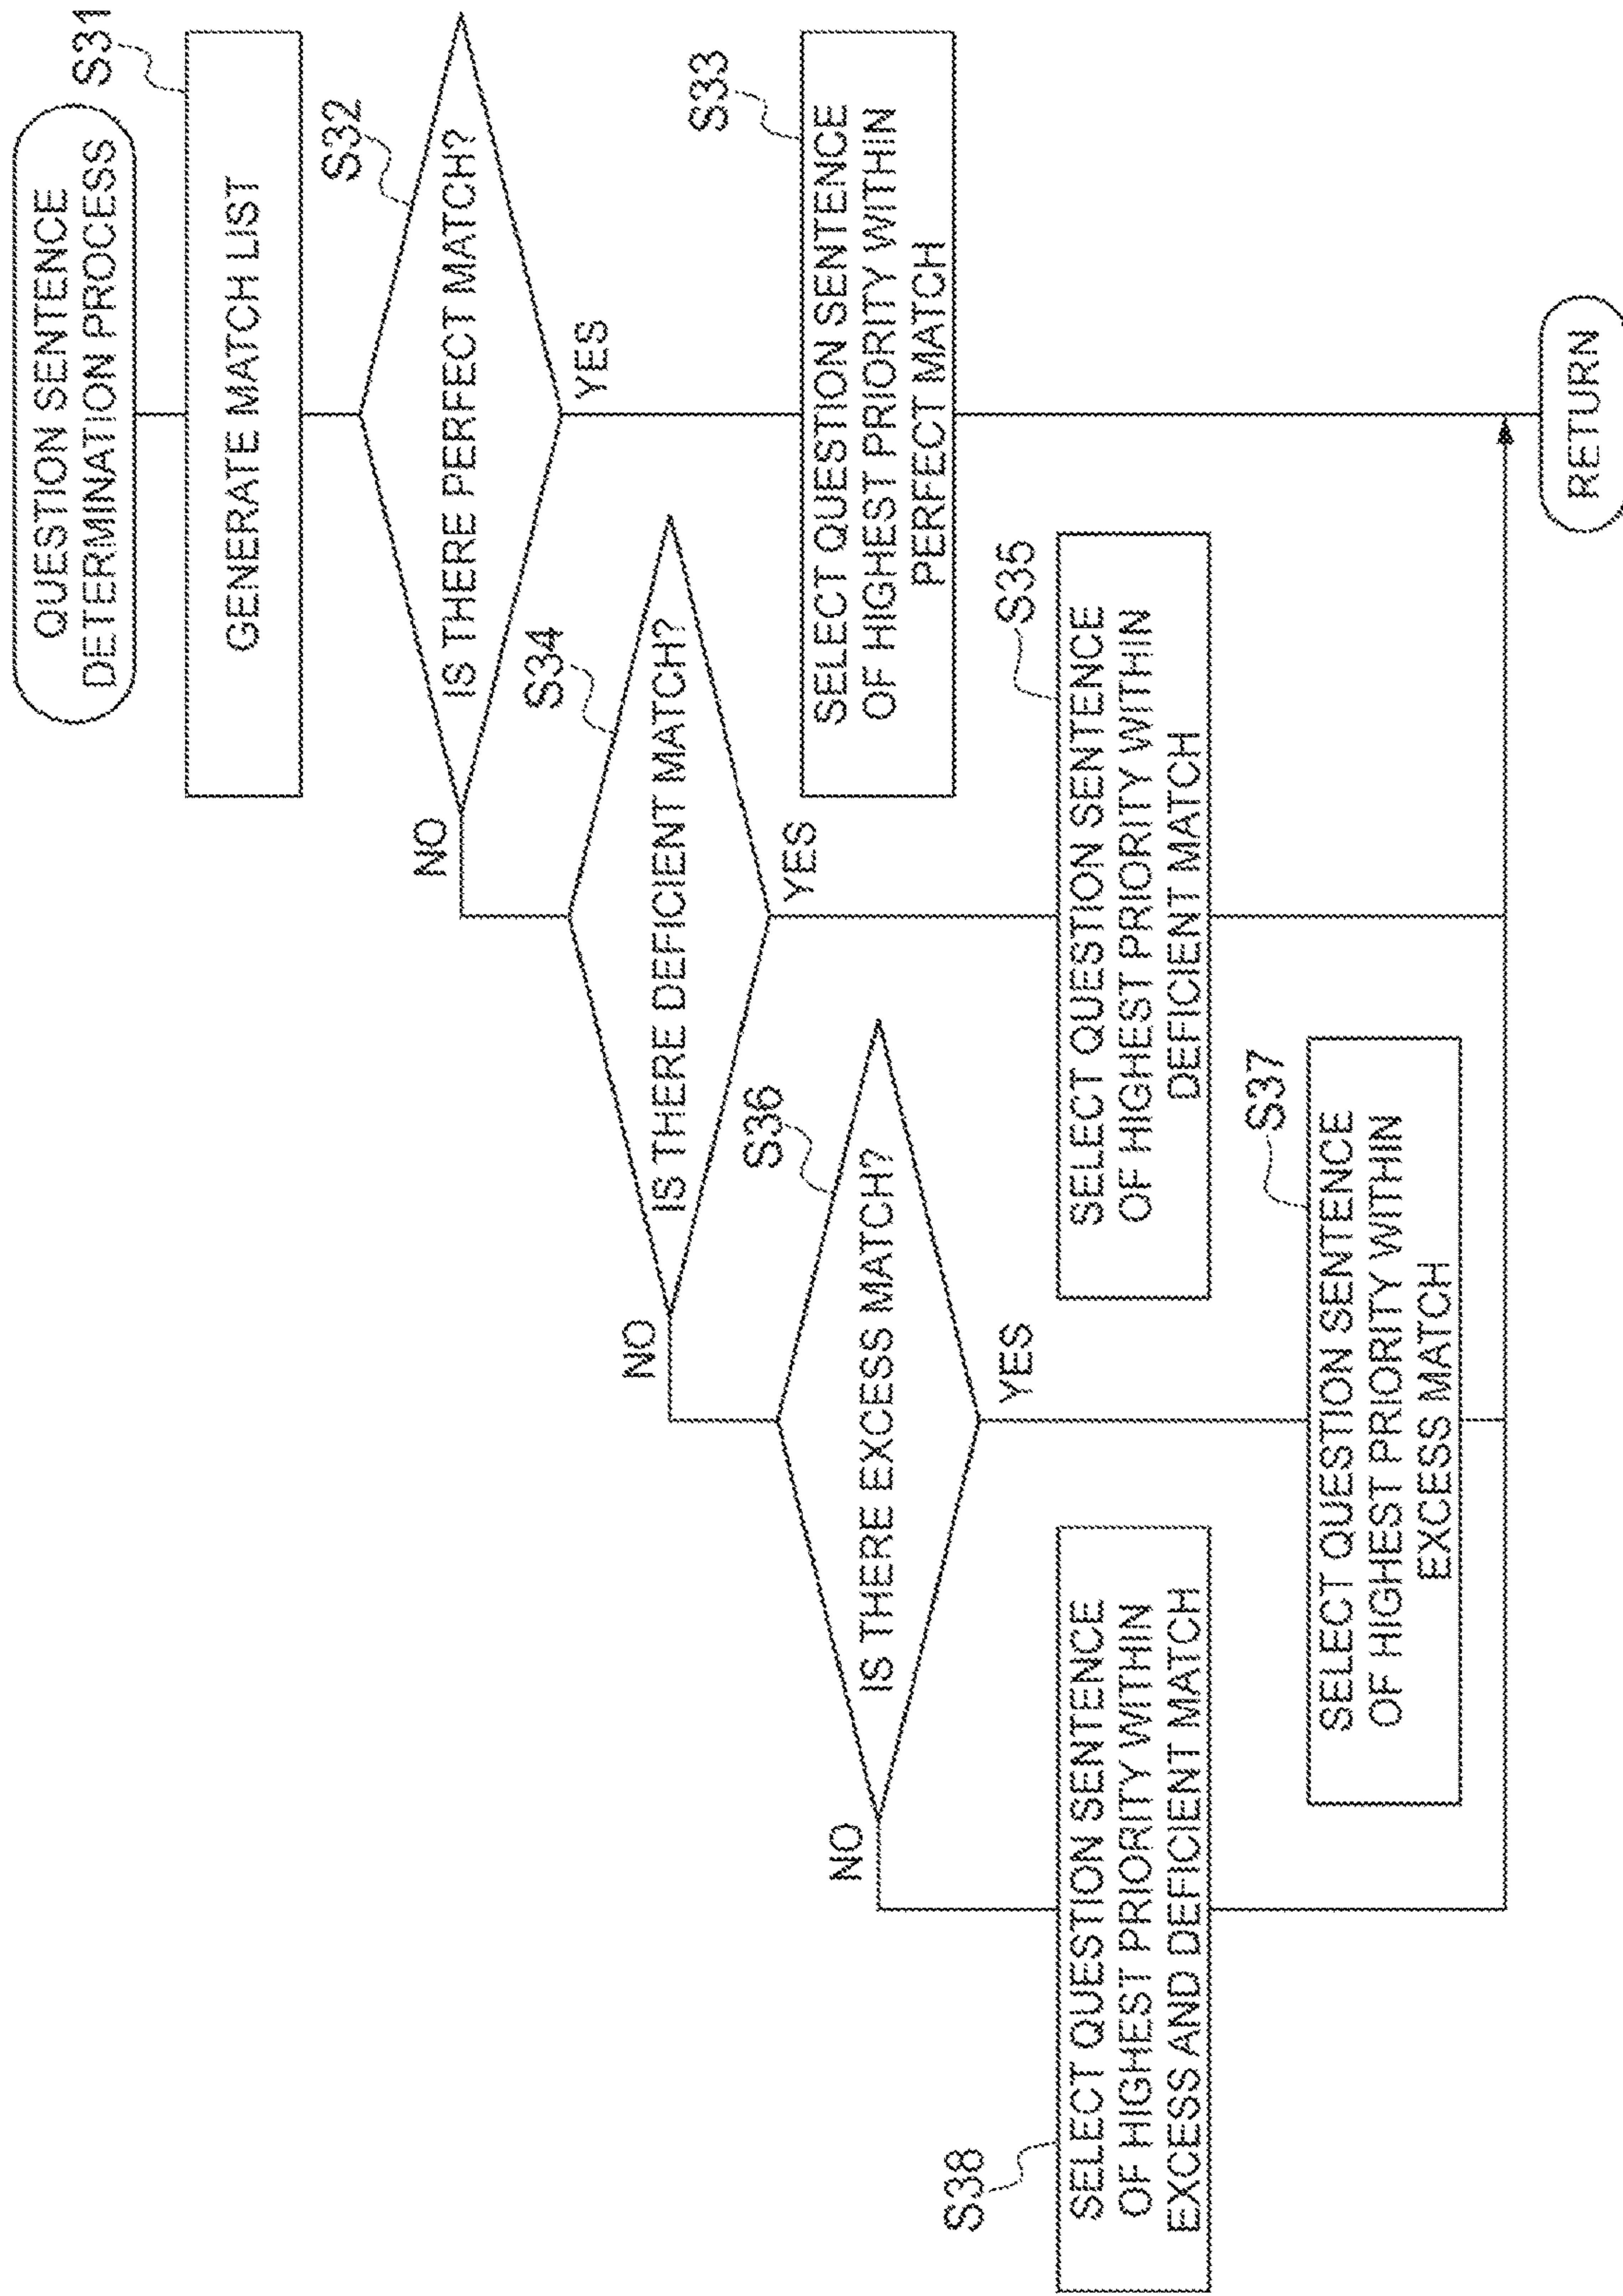 QUESTION SENTENCE
DETERMINATION PROCESS
S31
GENERATE MATCH LIST
S32
IS THERE PERFECT MATCH?
NO
YES
S33
SELECT QUESTION SENTENCE
OF HIGHEST PRIORITY WITHIN
PERFECT MATCH
S34
IS THERE DEFICIENT MATCH?
NO
YES
S35
SELECT QUESTION SENTENCE
OF HIGHEST PRIORITY WITHIN
DEFICIENT MATCH
S36
IS THERE EXCESS MATCH?
NO
YES
S37
SELECT QUESTION SENTENCE
OF HIGHEST PRIORITY WITHIN
EXCESS MATCH
S38
SELECT QUESTION SENTENCE
OF HIGHEST PRIORITY WITHIN
EXCESS AND DEFICIENT MATCH
RETURN